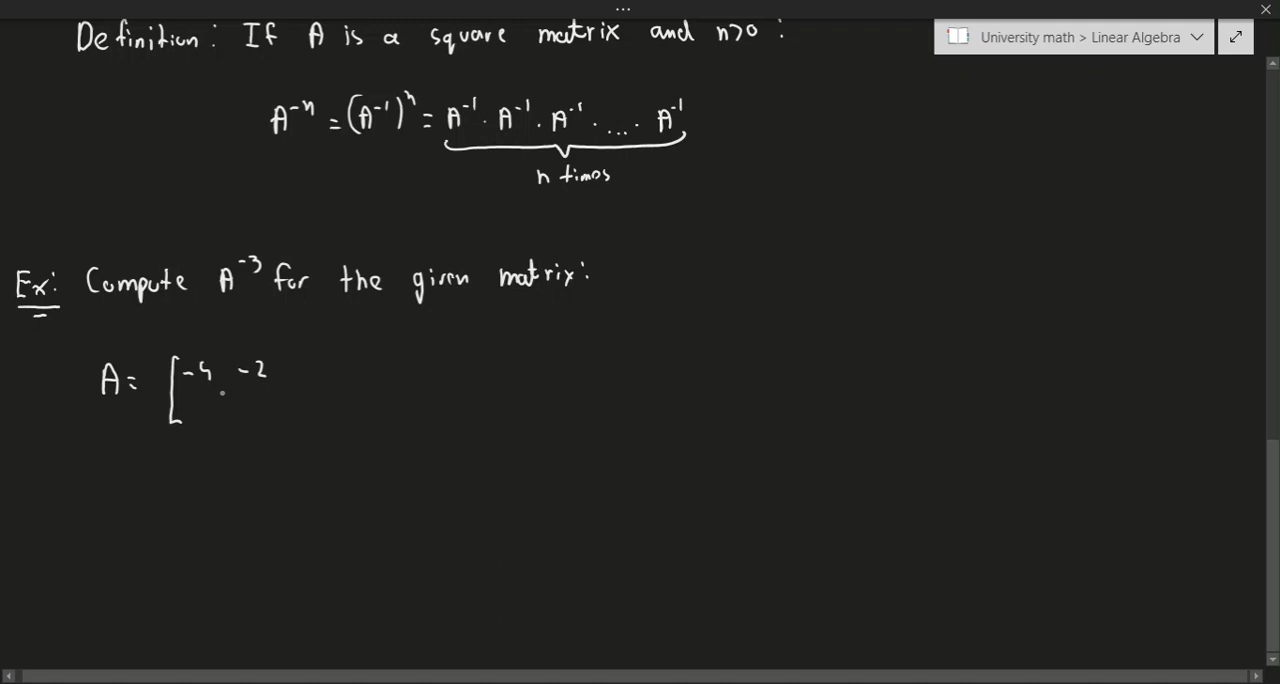 ...
Definition: If A is a square matrix and n>0:
University math > Linear Algebra
A⁻ⁿ = (A⁻¹)ⁿ = A⁻¹ · A⁻¹ · A⁻¹ · ... · A⁻¹
n times
Ex: Compute A⁻³ for the given matrix:
A = [-4 -2